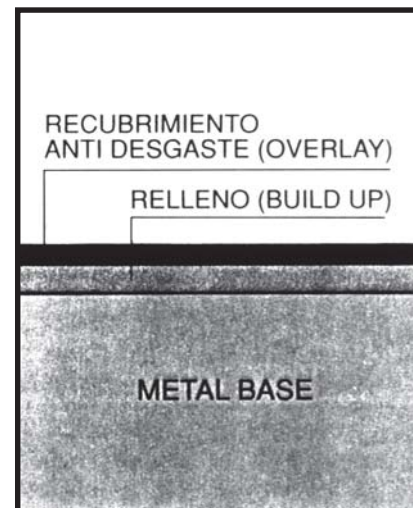 RECUBRIMIENTO
ANTI DESGASTE (OVERLAY)
RELLENO (BUILD UP)
METAL BASE